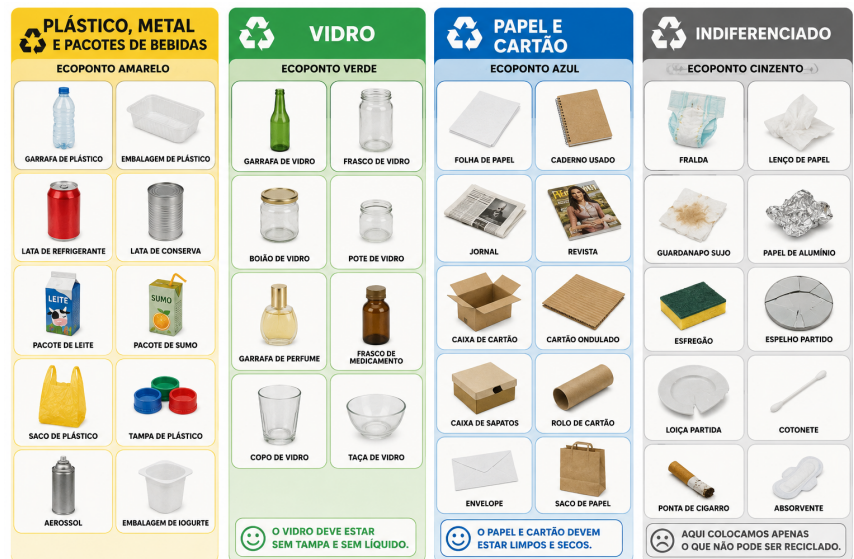 PLÁSTICO, METAL
E PACOTES DE BEBIDAS
ECOPONTO AMARELO
GARRAFA DE PLÁSTICO
EMBALAGEM DE PLÁSTICO
LATA DE REFRIGERANTE
LATA DE CONSERVA
LEITE
PACOTE DE LEITE
SUMO
PACOTE DE SUMO
SACO DE PLÁSTICO
TAMPA DE PLÁSTICO
AEROSSOL
EMBALAGEM DE IOGURTE
VIDRO
ECOPONTO VERDE
GARRAFA DE VIDRO
FRASCO DE VIDRO
BOIÃO DE VIDRO
POTE DE VIDRO
GARRAFA DE PERFUME
FRASCO DE
MEDICAMENTO
COPO DE VIDRO
TAÇA DE VIDRO
O VIDRO DEVE ESTAR
SEM TAMPA E SEM LÍQUIDO.
PAPEL E
CARTÃO
ECOPONTO AZUL
FOLHA DE PAPEL
CADERNO USADO
JORNAL
REVISTA
CAIXA DE CARTÃO
CARTÃO ONDULADO
CAIXA DE SAPATOS
ROLO DE CARTÃO
ENVELOPE
SACO DE PAPEL
O PAPEL E CARTÃO DEVEM
ESTAR LIMPOS E SECOS.
INDIFERENCIADO
ECOPONTO CINZENTO
FRALDA
LENÇO DE PAPEL
GUARDANAPO SUJO
PAPEL DE ALUMÍNIO
ESFREGÃO
ESPELHO PARTIDO
LOIÇA PARTIDA
COTONETE
PONTA DE CIGARRO
ABSORVENTE
AQUI COLOCAMOS APENAS
O QUE NÃO PODE SER RECICLADO.